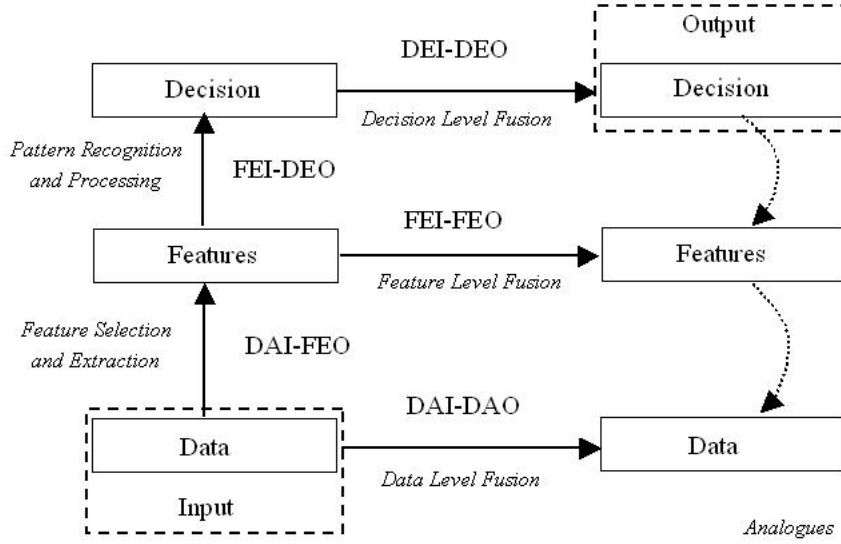 Output
DEI-DEO
Decision
Decision
Decision Level Fusion
Pattern Recognition
and Processing
FEI-DEO
FEI-FEO
Features
Features
Feature Level Fusion
Feature Selection
and Extraction
DAI-FEO
DAI-DAO
Data
Data
Data Level Fusion
Input
Analogues